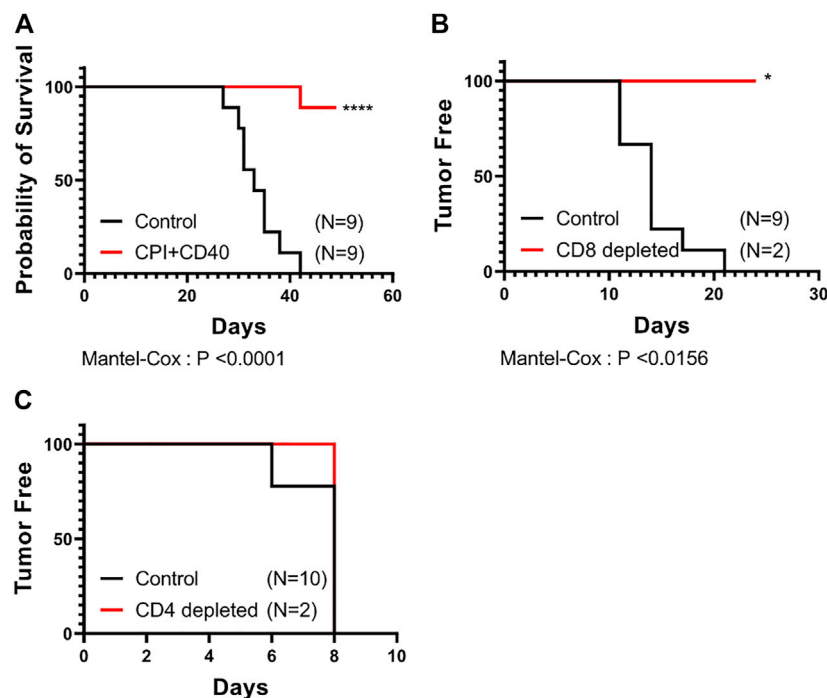 A
Probability of Survival
100
50
0
****
Control (N=9)
CPI+CD40 (N=9)
0 20 40 60
Days
Mantel-Cox : P <0.0001
B
Tumor Free
100
50
0
*
Control (N=9)
CD8 depleted (N=2)
0 10 20 30
Days
Mantel-Cox : P <0.0156
C
Tumor Free
100
50
0
Control (N=10)
CD4 depleted (N=2)
0 2 4 6 8 10
Days